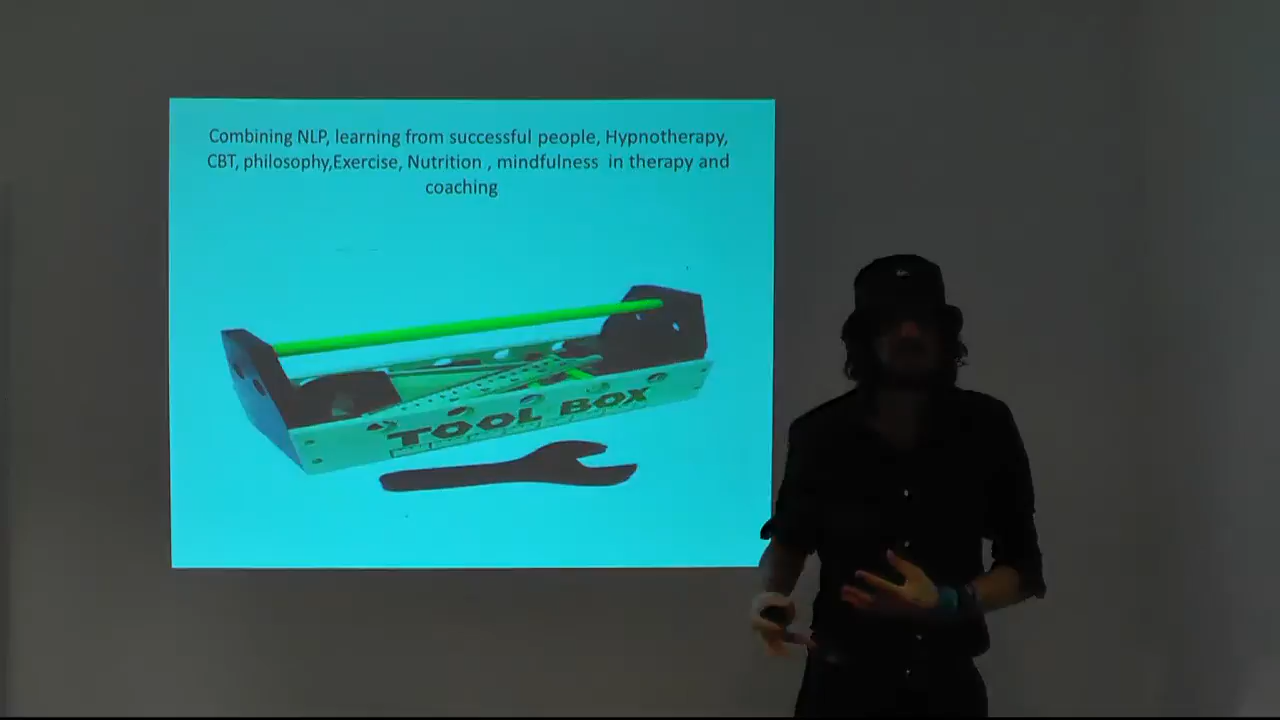 Combining NLP, learning from successful people, Hypnotherapy,
CBT, philosophy,Exercise, Nutrition , mindfulness  in therapy and
coaching
TOOL BOX